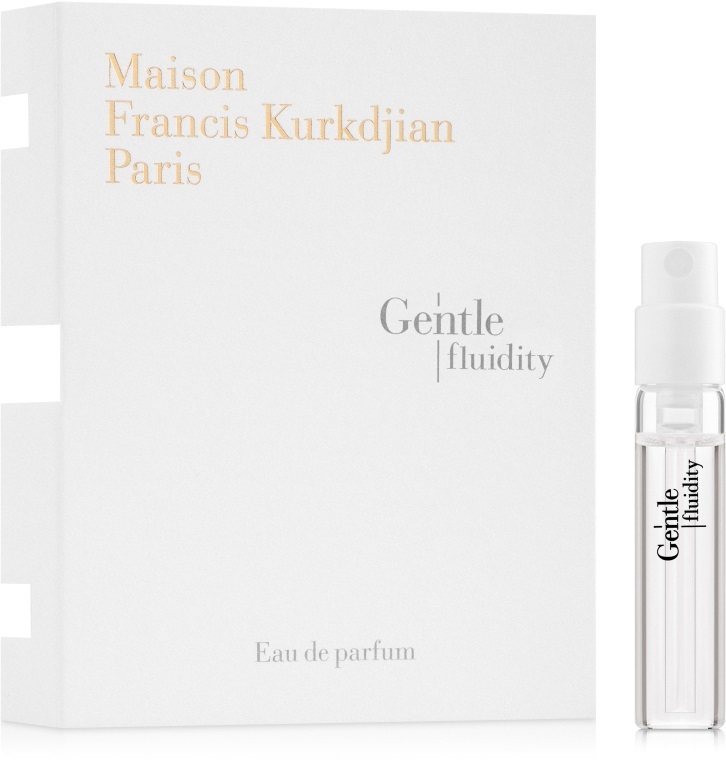 Maison
Francis Kurkdjian
Paris
Gentle
fluidity
Eau de parfum
Gentle
fluidity